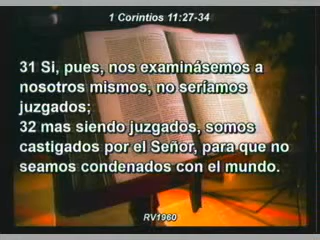 1 Corintios 11:27-34
31 Si, pues, nos examinásemos a
nosotros mismos, no seríamos
juzgados;
32 mas siendo juzgados, somos
castigados por el Señor, para que no
seamos condenados con el mundo.
RV1960